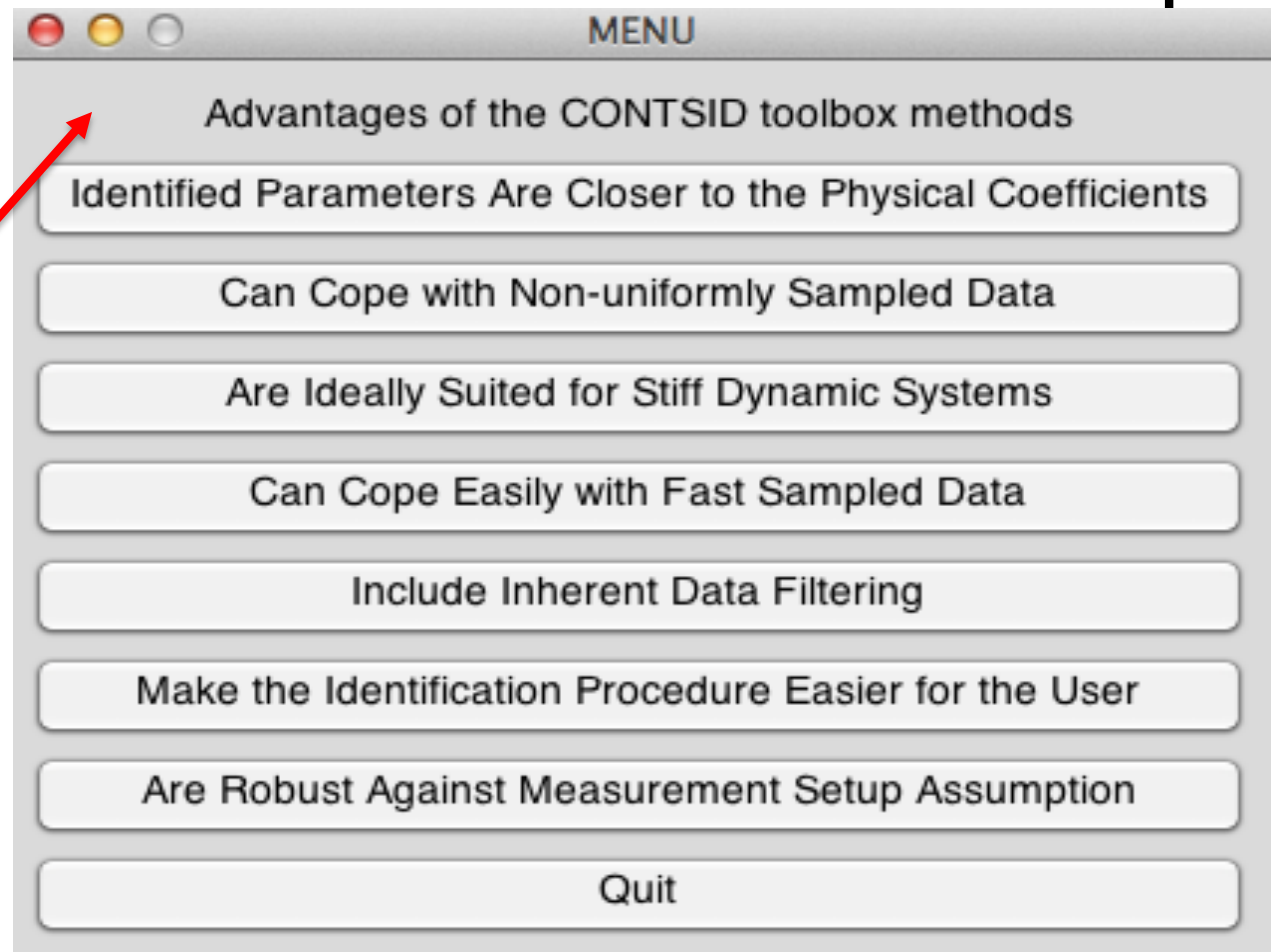 MENU
Advantages of the CONTSID toolbox methods
Identified Parameters Are Closer to the Physical Coefficients
Can Cope with Non-uniformly Sampled Data
Are Ideally Suited for Stiff Dynamic Systems
Can Cope Easily with Fast Sampled Data
Include Inherent Data Filtering
Make the Identification Procedure Easier for the User
Are Robust Against Measurement Setup Assumption
Quit